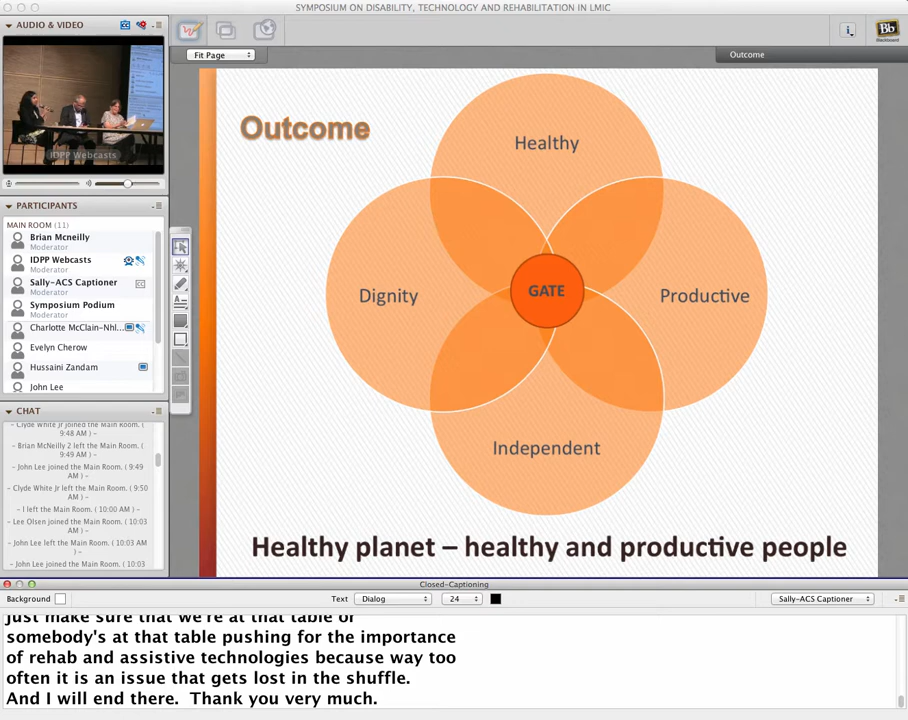 SYMPOSIUM ON DISABILITY, TECHNOLOGY AND REHABILITATION IN LMIC
AUDIO & VIDEO
IDPP Webcasts
PARTICIPANTS
MAIN ROOM (11)
Brian Mcneilly
Moderator
IDPP Webcasts
Moderator
Sally-ACS Captioner
Moderator
Symposium Podium
Moderator
Charlotte McClain-Nhl...
Evelyn Cherow
Hussaini Zandam
John Lee
CHAT
Clyde White Jr joined the Main Room. (
9:48 AM ) –
– Brian McNeilly 2 left the Main Room. (
9:49 AM ) –
– John Lee joined the Main Room. ( 9:49
AM ) –
– Clyde White Jr left the Main Room. ( 9:50
AM ) –
– I left the Main Room. ( 10:00 AM ) –
– Lee Olsen joined the Main Room. ( 10:03
AM ) –
– John Lee left the Main Room. ( 10:03 AM
) –
– John Lee joined the Main Room. ( 10:03
Fit Page
i
Bb
Blackboard
Outcome
Outcome
Healthy
Dignity
GATE
Productive
Independent
Healthy planet – healthy and productive people
Closed-Captioning
Background
Text
Dialog
24
Sally-ACS Captioner
just make sure that we're at that table or
somebody's at that table pushing for the importance
of rehab and assistive technologies because way too
often it is an issue that gets lost in the shuffle.
And I will end there.  Thank you very much.